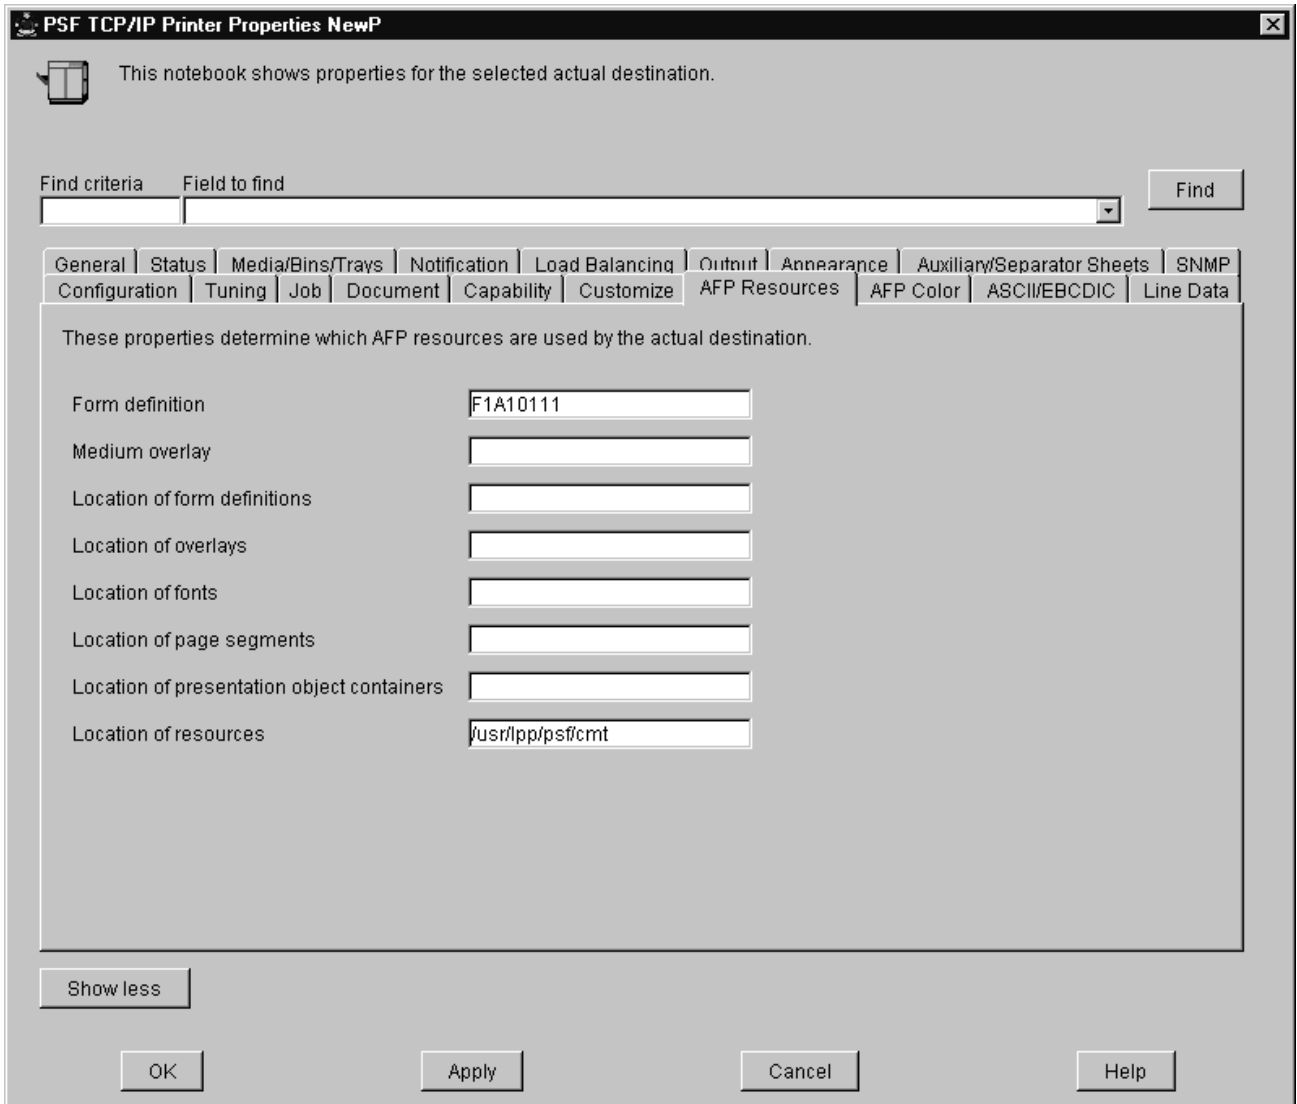 PSF TCP/IP Printer Properties NewP
This notebook shows properties for the selected actual destination.
Find criteria Field to find
Find
General Status Media/Bins/Trays Notification Load Balancing Output Appearance Auxiliary/Separator Sheets SNMP
Configuration Tuning Job Document Capability Customize AFP Resources AFP Color ASCII/EBCDIC Line Data
These properties determine which AFP resources are used by the actual destination.
Form definition F1A10111
Medium overlay
Location of form definitions
Location of overlays
Location of fonts
Location of page segments
Location of presentation object containers
Location of resources /usr/lpp/psf/cmt
Show less
OK Apply Cancel Help